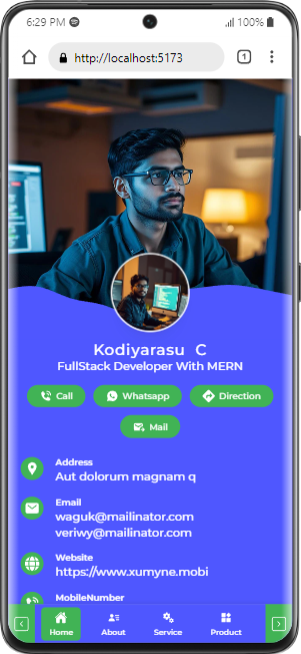 6:29 PM
100%
http://localhost:5173
1
Kodiyarasu C
FullStack Developer With MERN
Call
Whatsapp
Direction
Mail
Address
Aut dolorum magnam q
Email
waguk@mailinator.com
veriwy@mailinator.com
Website
https://www.xumyne.mobi
MobileNumber
Home
About
Service
Product